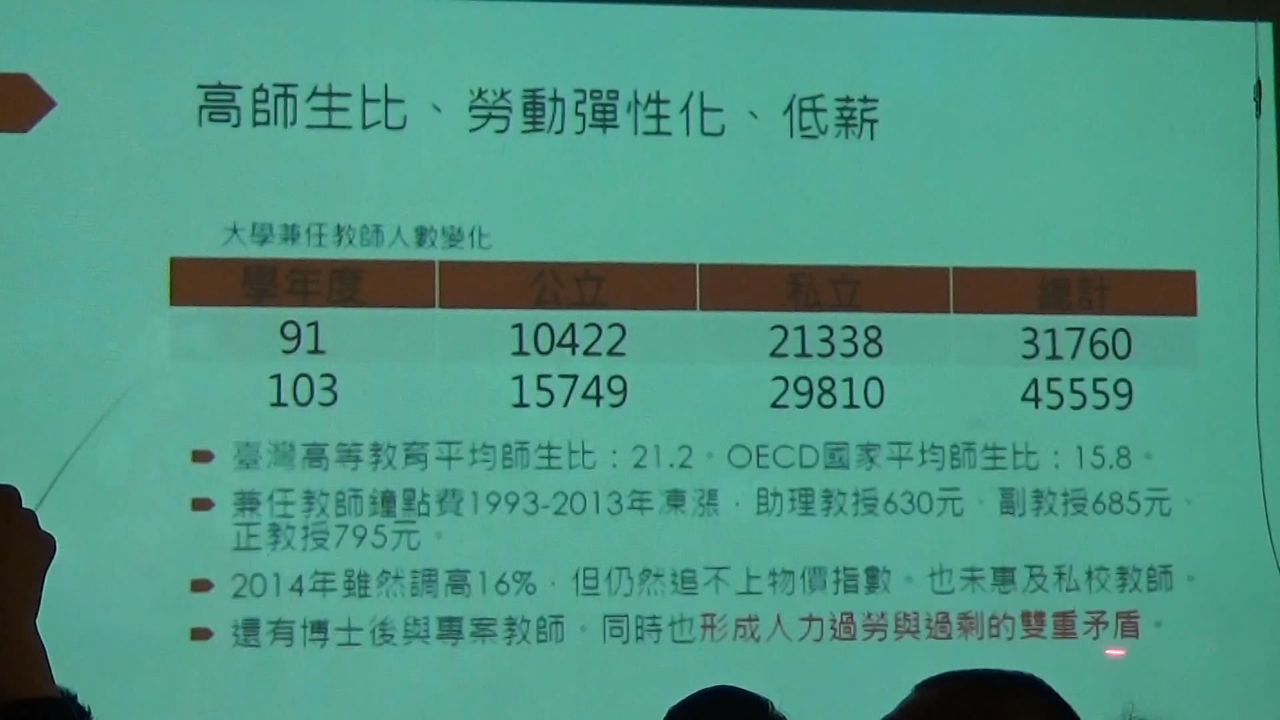 高師生比、勞動彈性化、低薪
大學兼任教師人數變化
學年度 公立 私立 總計
91 10422 21338 31760
103 15749 29810 45559
臺灣高等教育平均師生比：21.2。OECD國家平均師生比：15.8。
兼任教師鐘點費1993-2013年凍漲，助理教授630元、副教授685元、
正教授795元。
2014年雖然調高16%，但仍然追不上物價指數。也未惠及私校教師。
還有博士後與專案教師。同時也形成人力過勞與過剩的雙重矛盾。